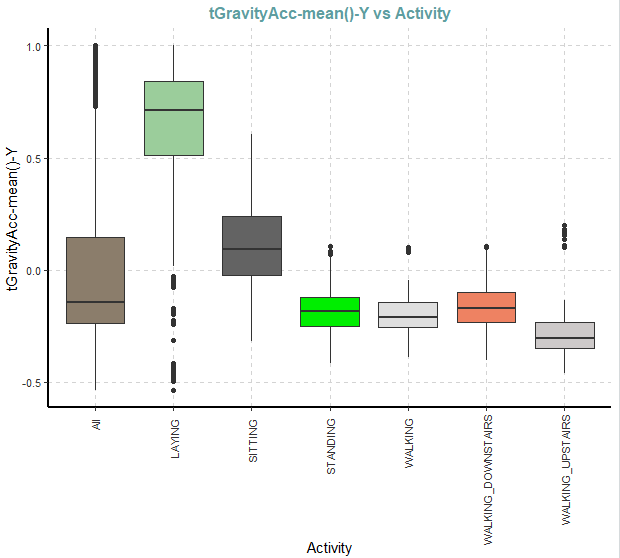 tGravityAcc-mean()-Y vs Activity
tGravityAcc-mean()-Y
1.0
0.5
0.0
-0.5
All
LAYING
SITTING
STANDING
WALKING
WALKING_DOWNSTAIRS
WALKING_UPSTAIRS
Activity